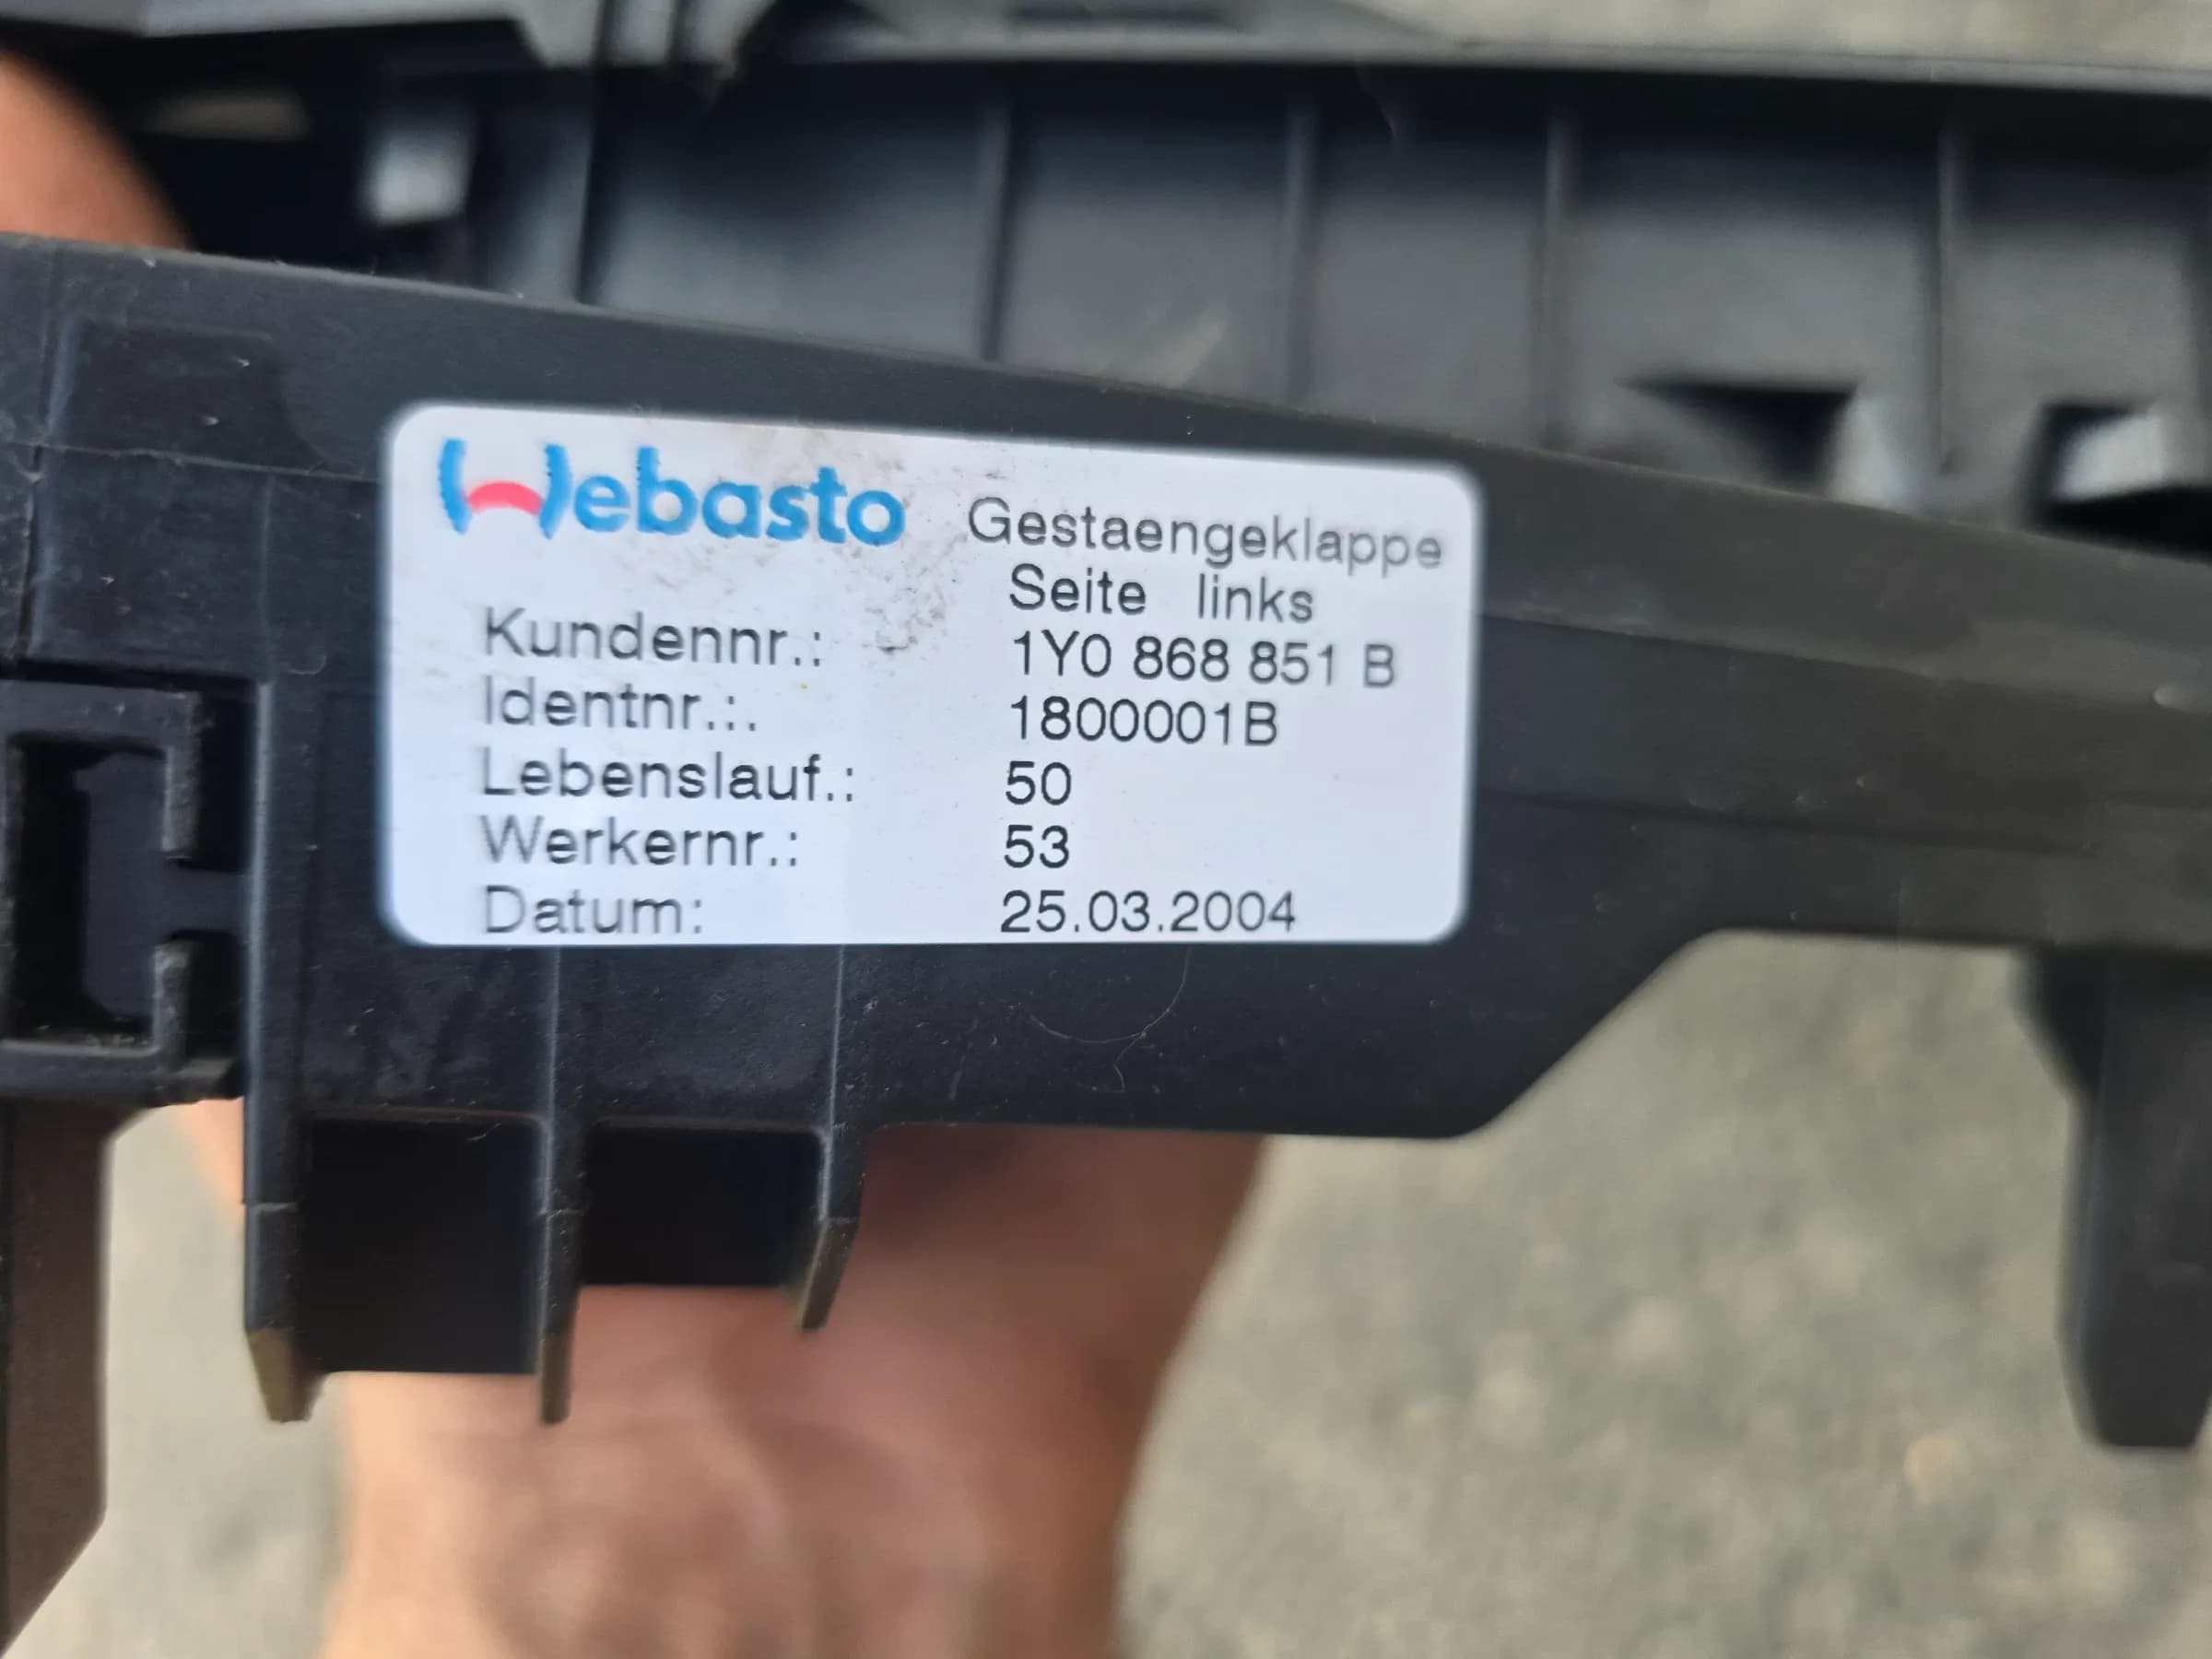 Webasto Gestaengeklappe
Seite links
Kundennr.: 1Y0 868 851 B
Identnr.:. 1800001B
Lebenslauf.: 50
Werkernr.: 53
Datum: 25.03.2004